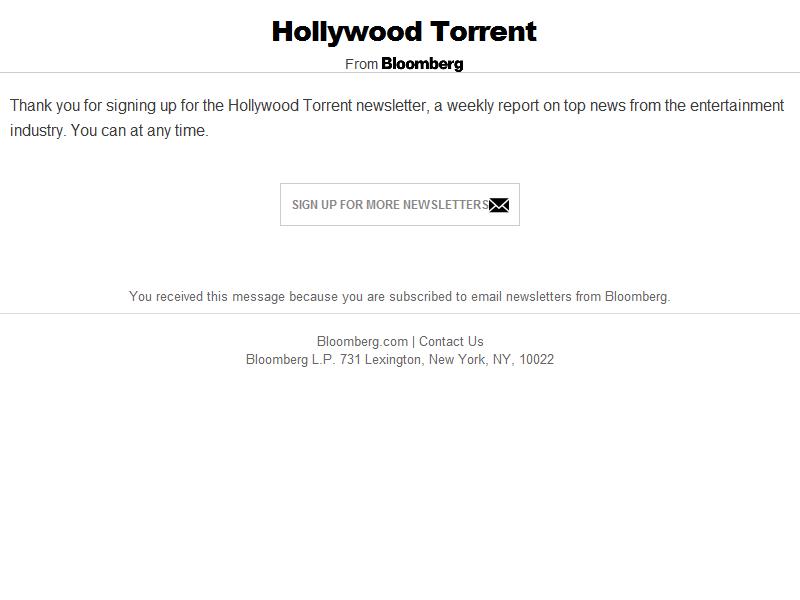 Hollywood Torrent
From Bloomberg
Thank you for signing up for the Hollywood Torrent newsletter, a weekly report on top news from the entertainment
industry. You can at any time.
SIGN UP FOR MORE NEWSLETTERS
You received this message because you are subscribed to email newsletters from Bloomberg.
Bloomberg.com | Contact Us
Bloomberg L.P. 731 Lexington, New York, NY, 10022